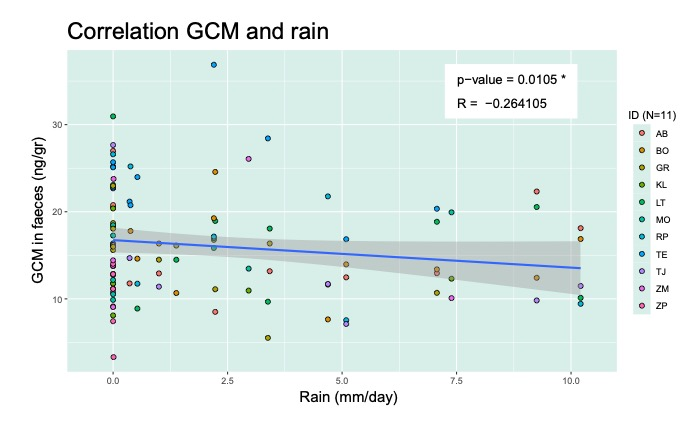 Correlation GCM and rain
p−value = 0.0105 *
R = −0.264105
GCM in faeces (ng/gr)
30
20
10
0.0 2.5 5.0 7.5 10.0
Rain (mm/day)
ID (N=11)
AB
BO
GR
KL
LT
MO
RP
TE
TJ
ZM
ZP